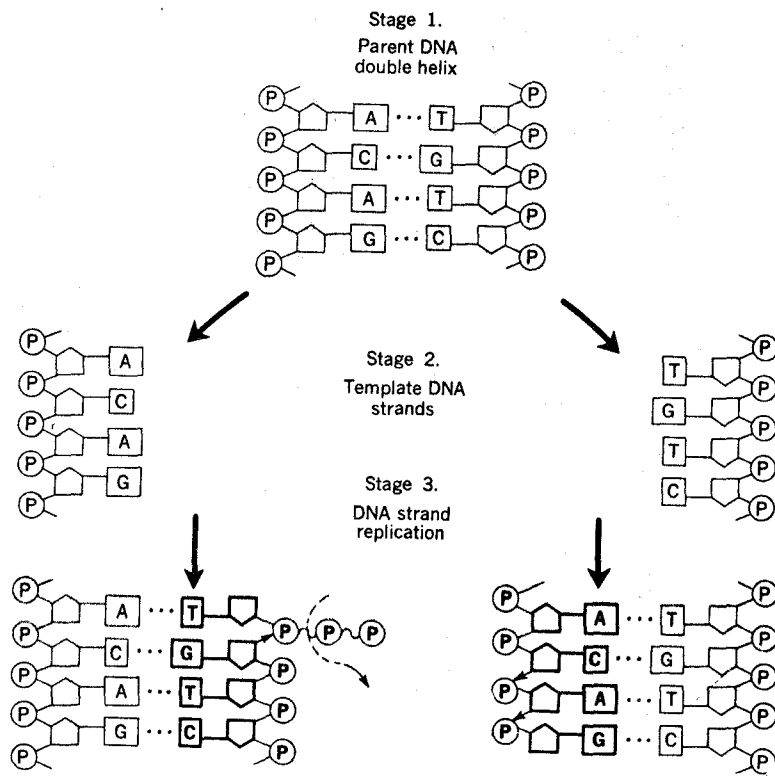 Stage 1.
Parent DNA
double helix
P P
A T
P P
C G
P P
A T
P P
G C
P P
Stage 2.
Template DNA
strands
P
A
P
C
P
A
P
G
P
P
T
P
G
P
T
P
C
P
Stage 3.
DNA strand
replication
P
A T
P P P P
C G
P P
A T
P P
G C
P P
P P
A T
P P
C G
P P
A T
P P
G C
P